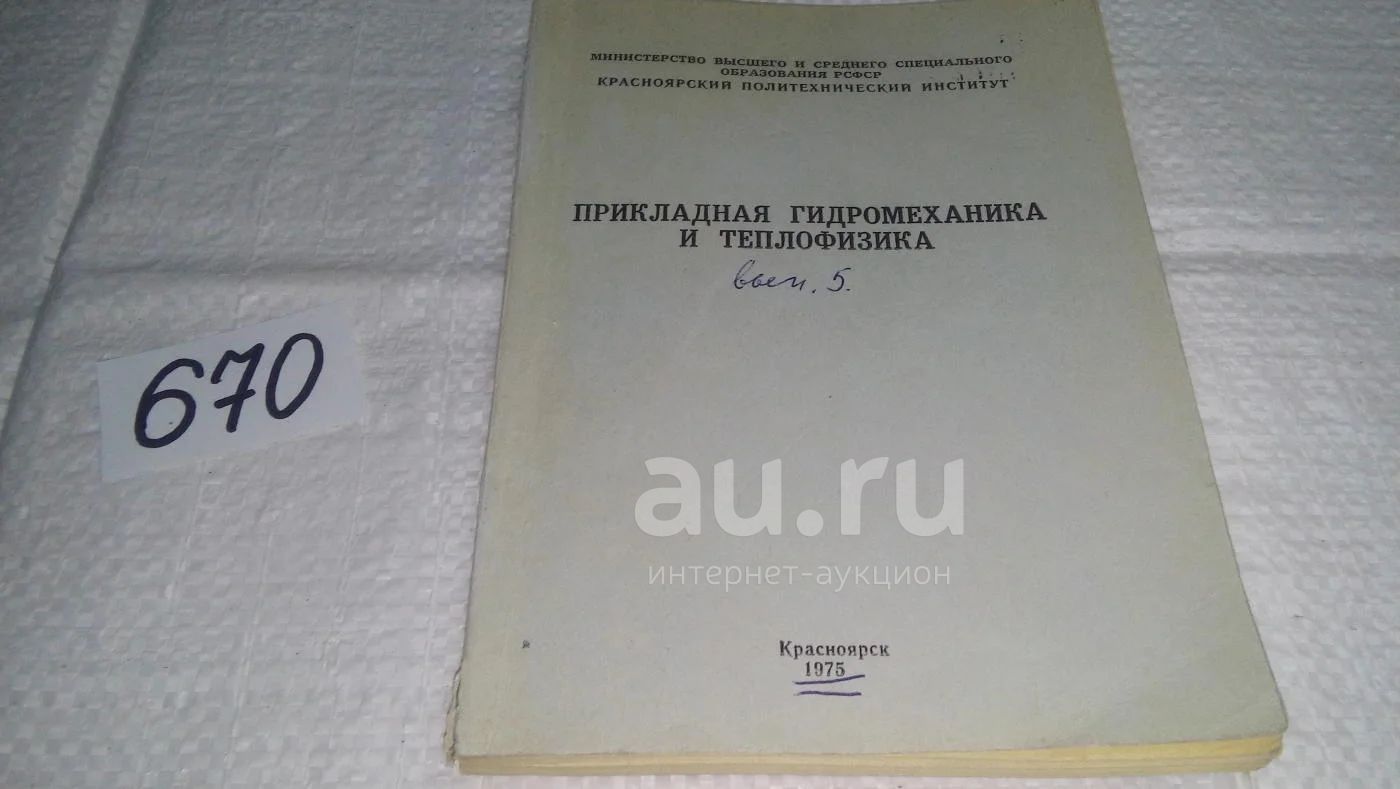 МИНИСТЕРСТВО ВЫСШЕГО И СРЕДНЕГО СПЕЦИАЛЬНОГО
ОБРАЗОВАНИЯ РСФСР
КРАСНОЯРСКИЙ ПОЛИТЕХНИЧЕСКИЙ ИНСТИТУТ
ПРИКЛАДНАЯ ГИДРОМЕХАНИКА
И ТЕПЛОФИЗИКА
вып. 5.
670
au.ru
интернет-аукцион
Красноярск
1975